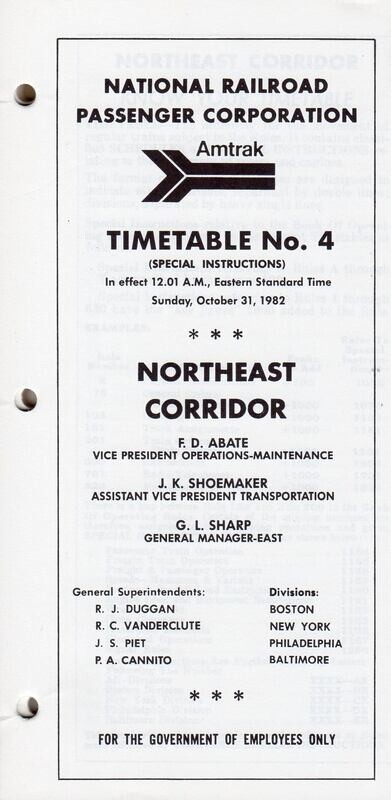 NATIONAL RAILROAD
PASSENGER CORPORATION
Amtrak
TIMETABLE No. 4
(SPECIAL INSTRUCTIONS)
In effect 12.01 A.M., Eastern Standard Time
Sunday, October 31, 1982
* * *
NORTHEAST
CORRIDOR
F. D. ABATE
VICE PRESIDENT OPERATIONS-MAINTENANCE
J. K. SHOEMAKER
ASSISTANT VICE PRESIDENT TRANSPORTATION
G. L. SHARP
GENERAL MANAGER-EAST
General Superintendents: Divisions:
R. J. DUGGAN BOSTON
R. C. VANDERCLUTE NEW YORK
J. S. PIET PHILADELPHIA
P. A. CANNITO BALTIMORE
* * *
FOR THE GOVERNMENT OF EMPLOYEES ONLY